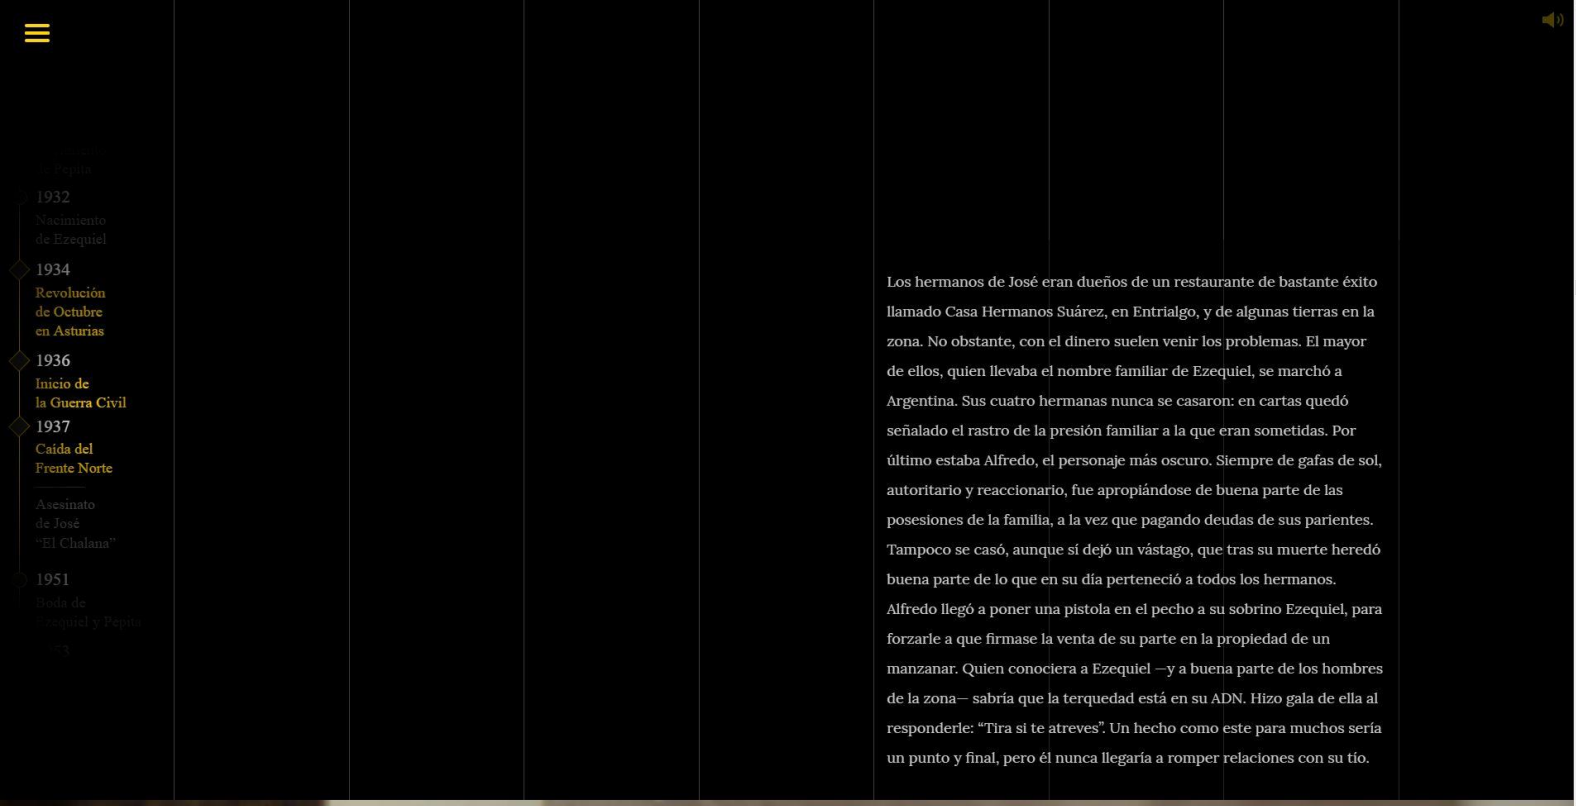 de Pepita
1932
Nacimiento
de Ezequiel
1934
Revolución
de Octubre
en Asturias
1936
Inicio de
la Guerra Civil
1937
Caída del
Frente Norte
Asesinato
de José
“El Chalana”
1951
Boda de
Ezequiel y Pepita
Los hermanos de José eran dueños de un restaurante de bastante éxito
llamado Casa Hermanos Suárez, en Entrialgo, y de algunas tierras en la
zona. No obstante, con el dinero suelen venir los problemas. El mayor
de ellos, quien llevaba el nombre familiar de Ezequiel, se marchó a
Argentina. Sus cuatro hermanas nunca se casaron: en cartas quedó
señalado el rastro de la presión familiar a la que eran sometidas. Por
último estaba Alfredo, el personaje más oscuro. Siempre de gafas de sol,
autoritario y reaccionario, fue apropiándose de buena parte de las
posesiones de la familia, a la vez que pagando deudas de sus parientes.
Tampoco se casó, aunque sí dejó un vástago, que tras su muerte heredó
buena parte de lo que en su día perteneció a todos los hermanos.
Alfredo llegó a poner una pistola en el pecho a su sobrino Ezequiel, para
forzarle a que firmase la venta de su parte en la propiedad de un
manzanar. Quien conociera a Ezequiel —y a buena parte de los hombres
de la zona— sabría que la terquedad está en su ADN. Hizo gala de ella al
responderle: “Tira si te atreves”. Un hecho como este para muchos sería
un punto y final, pero él nunca llegaría a romper relaciones con su tío.